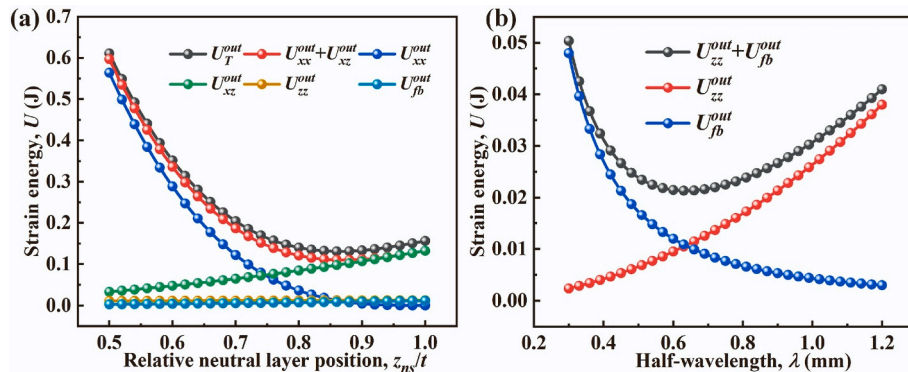 (a)
0.7
0.6
0.5
0.4
0.3
0.2
0.1
0.0
Strain energy, U (J)
U_T^out U_xx^out+U_xz^out U_xx^out
U_xz^out U_zz^out U_fb^out
0.5 0.6 0.7 0.8 0.9 1.0
Relative neutral layer position, z_ns/t
(b)
0.05
0.04
0.03
0.02
0.01
0.00
Strain energy, U (J)
U_zz^out+U_fb^out
U_zz^out
U_fb^out
0.2 0.4 0.6 0.8 1.0 1.2
Half-wavelength, λ (mm)